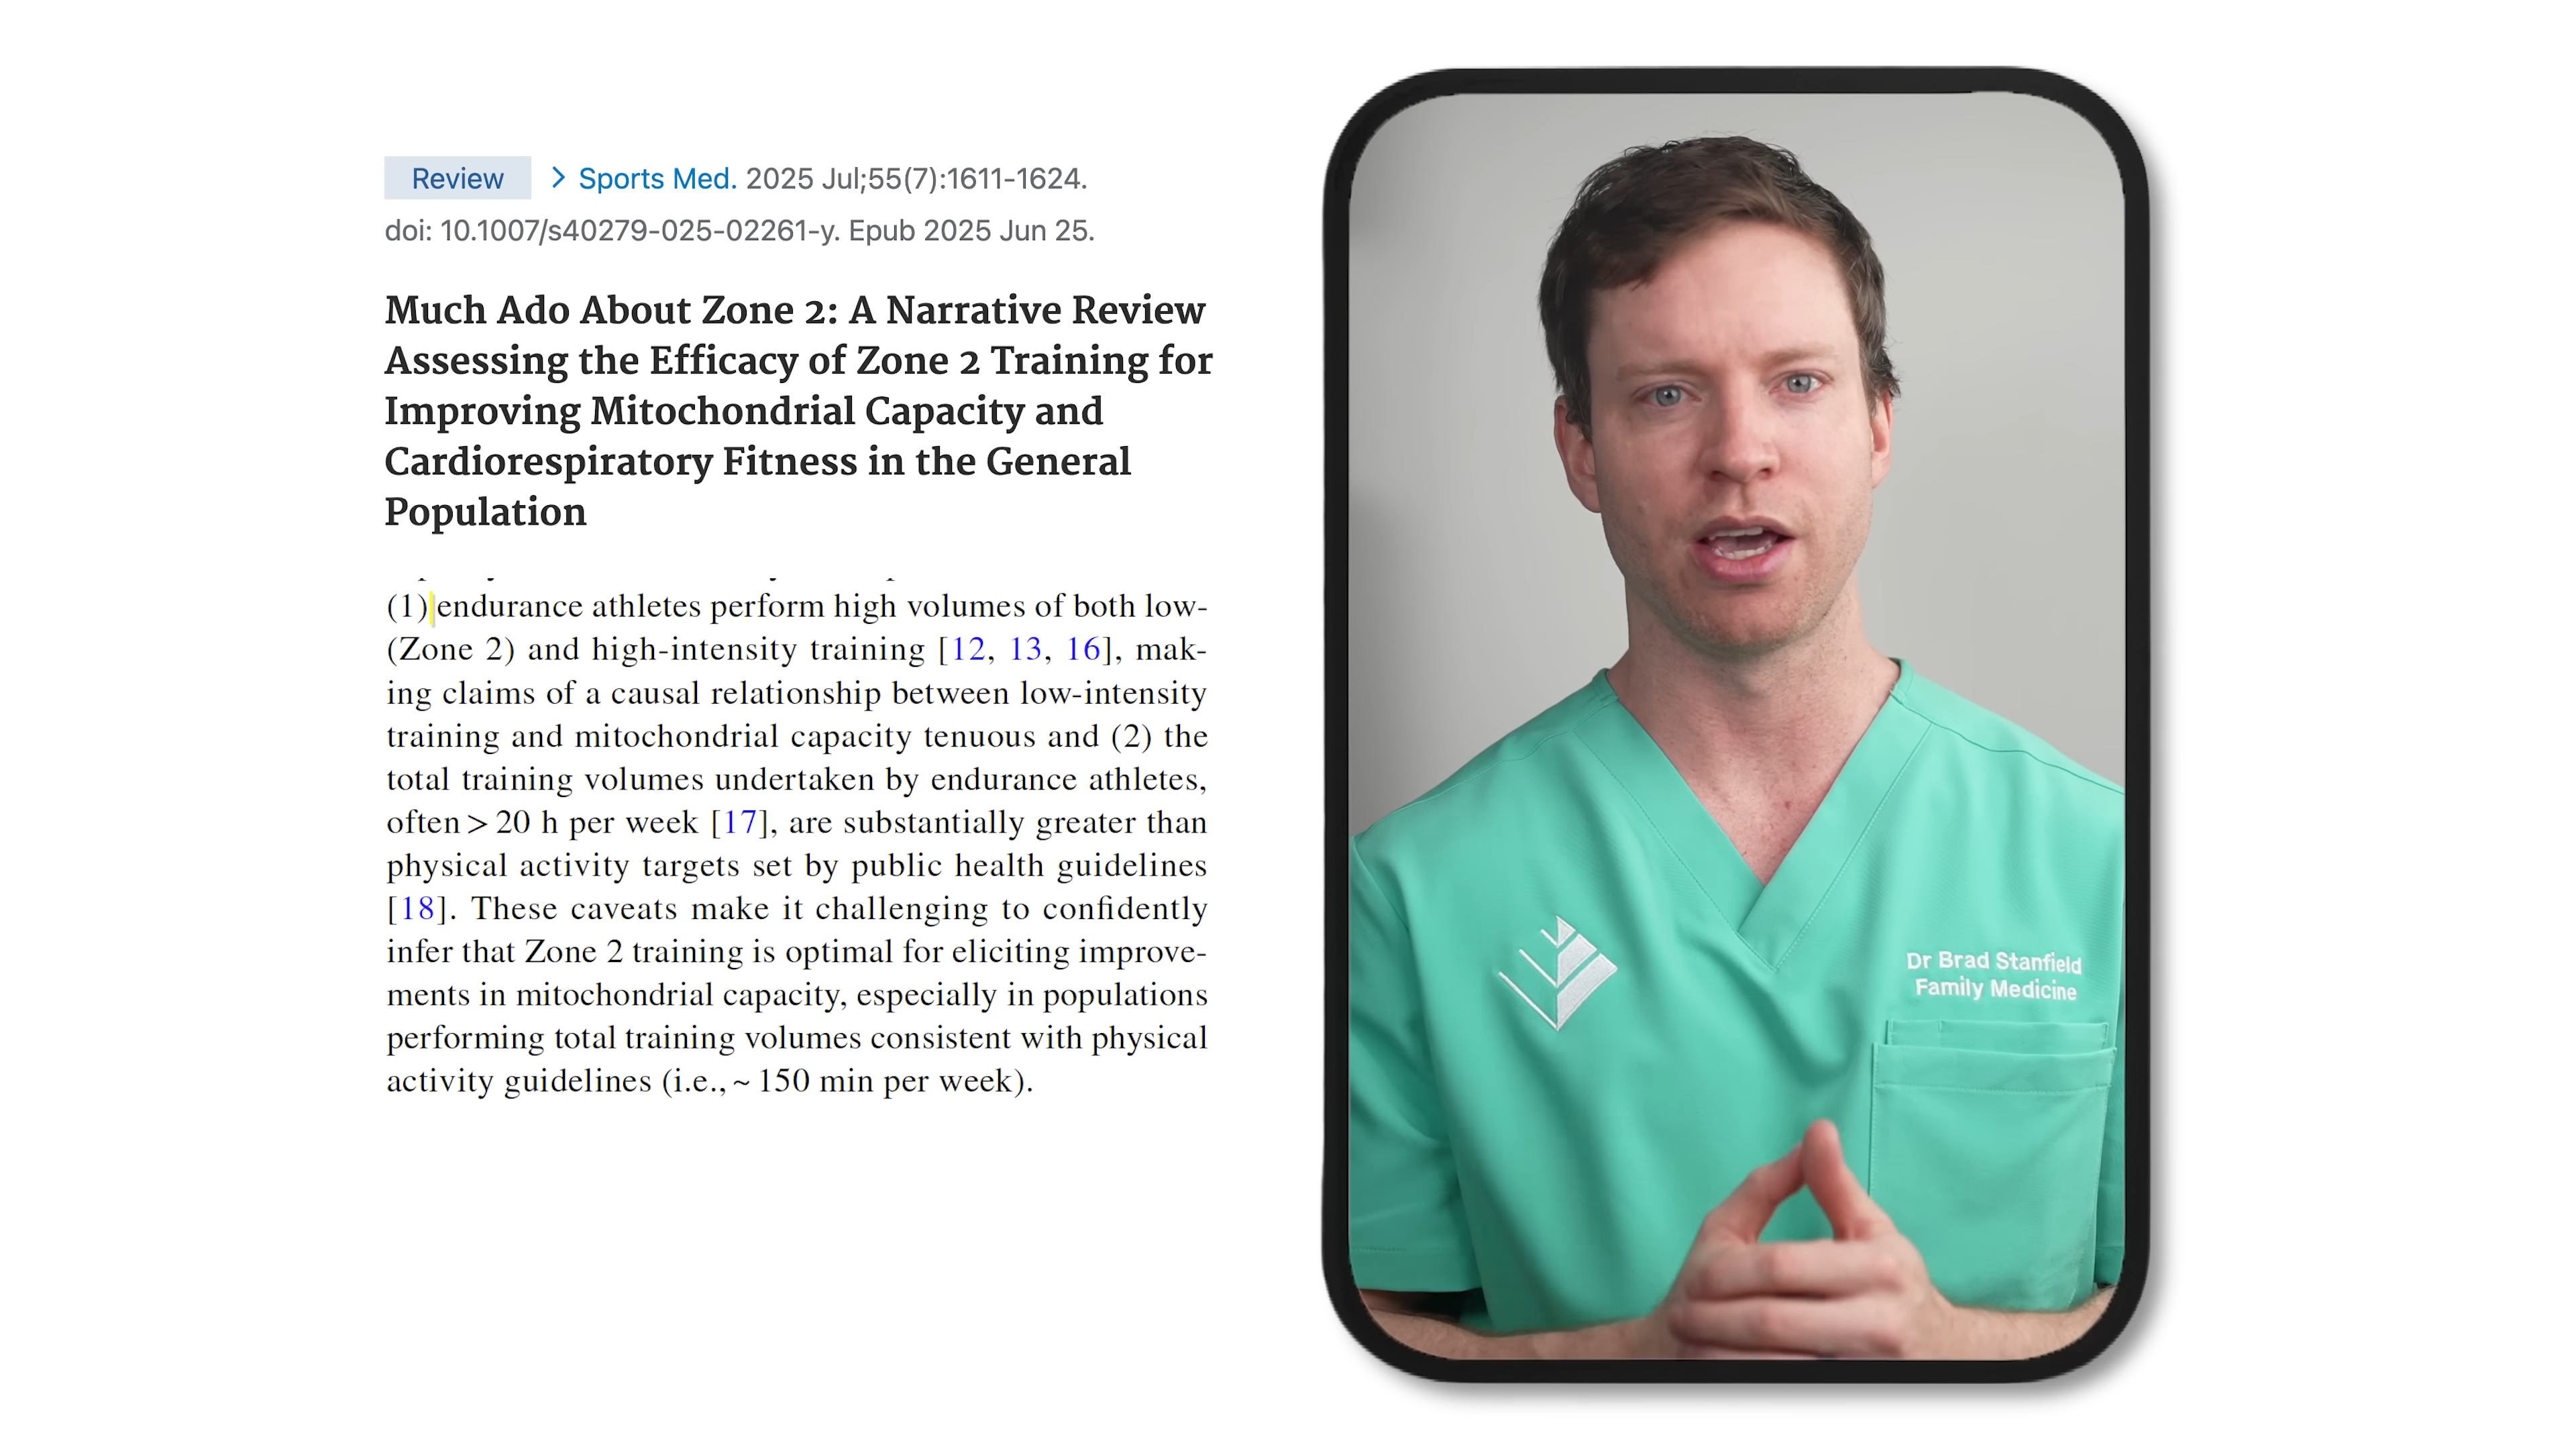 Review > Sports Med. 2025 Jul;55(7):1611-1624.
doi: 10.1007/s40279-025-02261-y. Epub 2025 Jun 25.
Much Ado About Zone 2: A Narrative Review
Assessing the Efficacy of Zone 2 Training for
Improving Mitochondrial Capacity and
Cardiorespiratory Fitness in the General
Population
(1) endurance athletes perform high volumes of both low-
(Zone 2) and high-intensity training [12, 13, 16], mak-
ing claims of a causal relationship between low-intensity
training and mitochondrial capacity tenuous and (2) the
total training volumes undertaken by endurance athletes,
often > 20 h per week [17], are substantially greater than
physical activity targets set by public health guidelines
[18]. These caveats make it challenging to confidently
infer that Zone 2 training is optimal for eliciting improve-
ments in mitochondrial capacity, especially in populations
performing total training volumes consistent with physical
activity guidelines (i.e., ~ 150 min per week).
Dr Brad Stanfield
Family Medicine